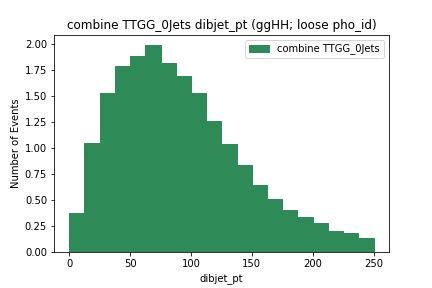 combine TTGG_0Jets dibjet_pt (ggHH; loose pho_id)
combine TTGG_0Jets
Number of Events
2.00
1.75
1.50
1.25
1.00
0.75
0.50
0.25
0.00
0 50 100 150 200 250
dibjet_pt